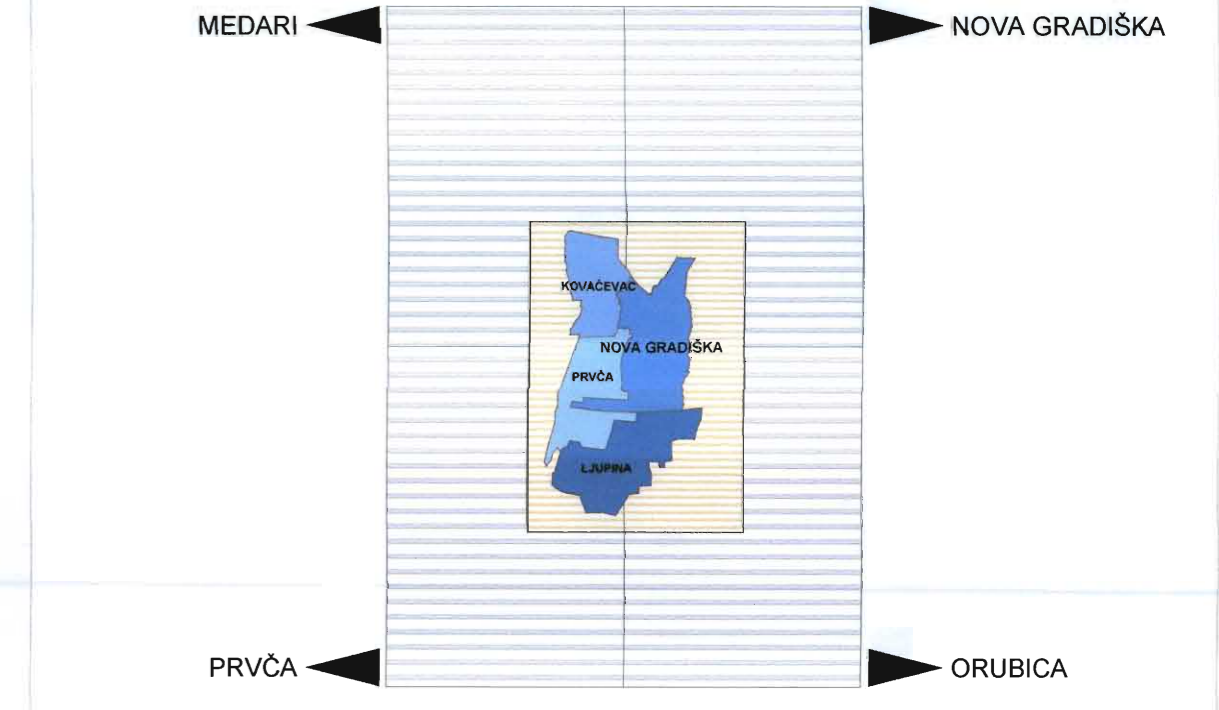 MEDARI
NOVA GRADIŠKA
KOVAČEVAC
NOVA GRADIŠKA
PRVČA
LJUPINA
PRVČA
ORUBICA